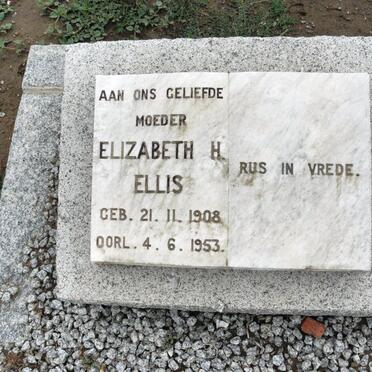 AAN ONS GELIEFDE
MOEDER
ELIZABETH H.
ELLIS
GEB. 21. 11. 1908
OORL. 4. 6. 1953.
RUS IN VREDE.